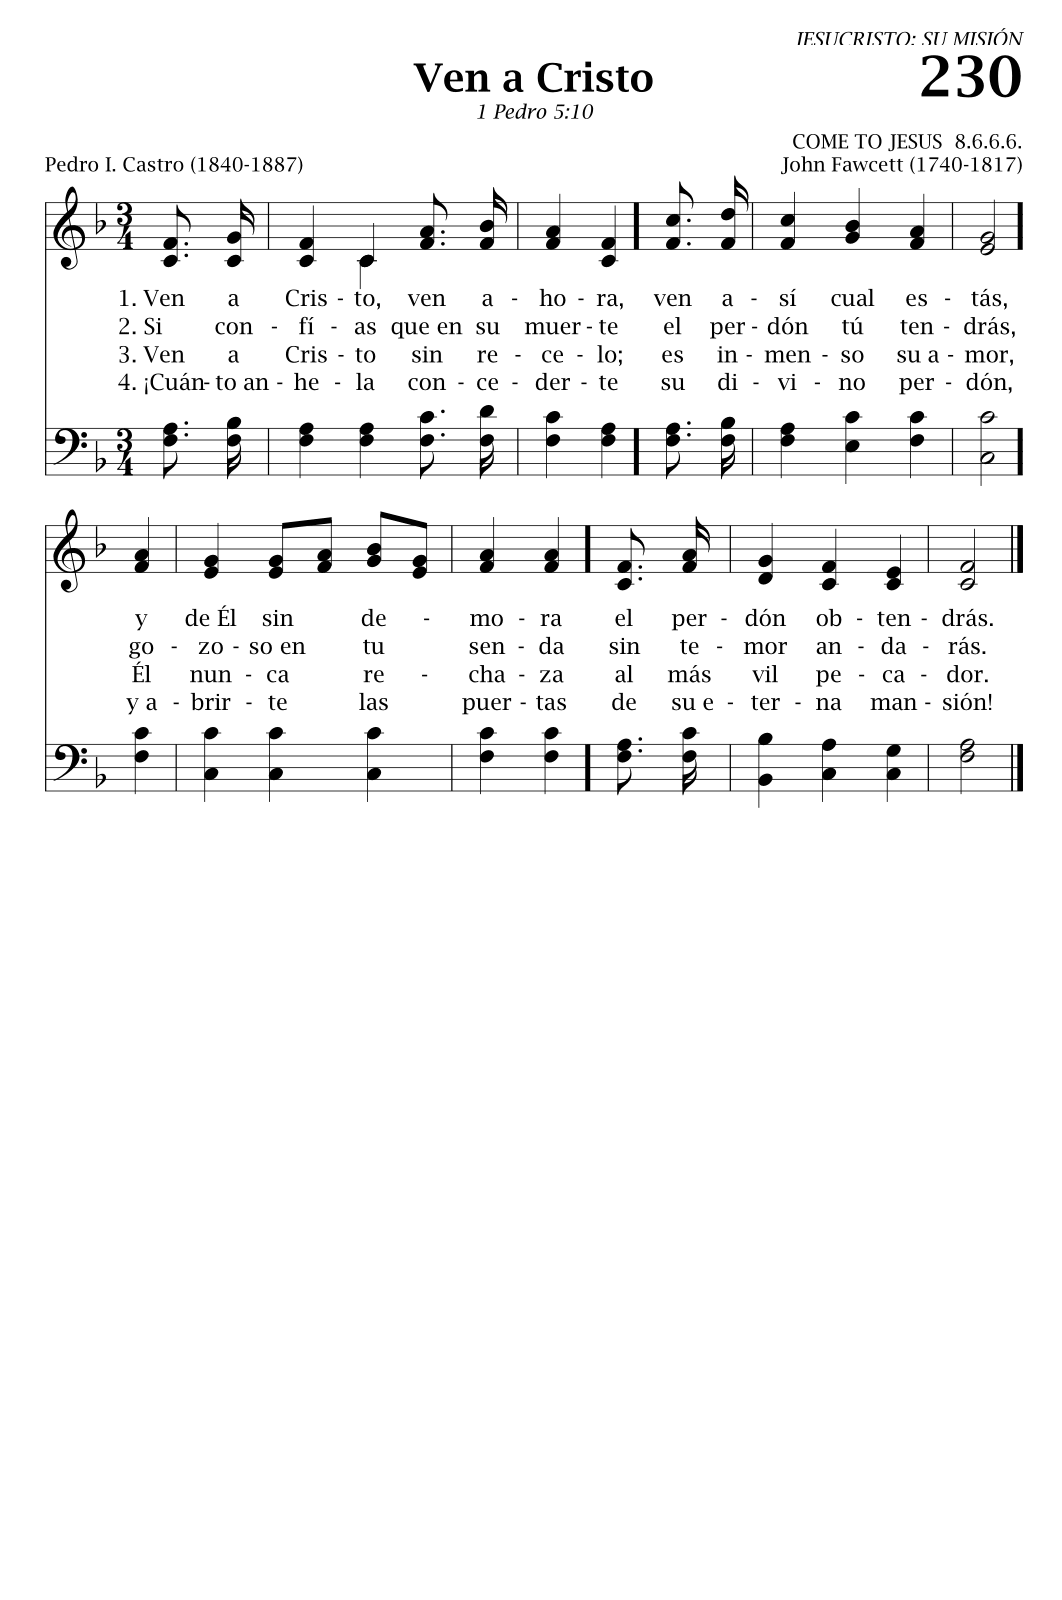 JESUCRISTO: SU MISIÓN
Ven a Cristo
230
1 Pedro 5:10
COME TO JESUS 8.6.6.6.
Pedro I. Castro (1840-1887)
John Fawcett (1740-1817)
1. Ven a Cris - to, ven a - ho - ra, ven a - sí cual es - tás,
2. Si con - fí - as que en su muer - te el per - dón tú ten - drás,
3. Ven a Cris - to sin re - ce - lo; es in - men - so su a - mor,
4. ¡Cuán- to an - he - la con - ce - der - te su di - vi - no per - dón,
y de Él sin de - mo - ra el per - dón ob - ten - drás.
go - zo - so en tu sen - da sin te - mor an - da - rás.
Él nun - ca re - cha - za al más vil pe - ca - dor.
y a - brir - te las puer - tas de su e - ter - na man - sión!